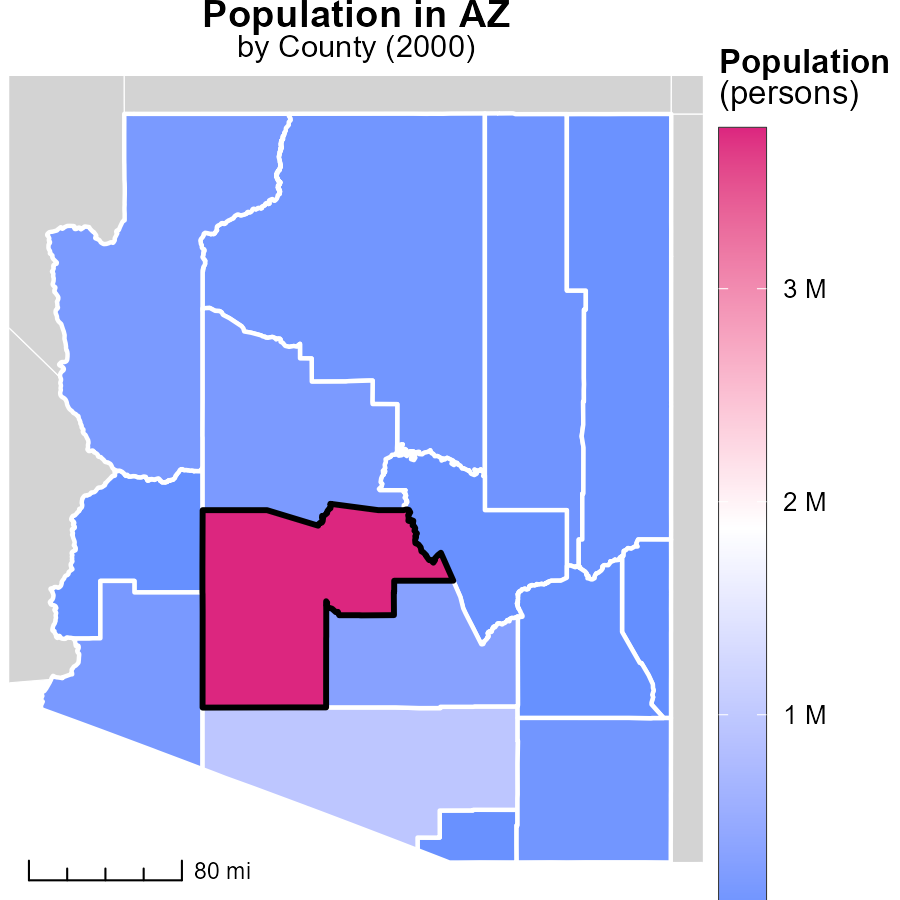 Population in AZ
by County (2000)
Population
(persons)
3 M
2 M
1 M
80 mi